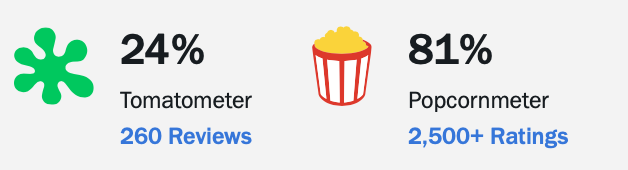 24%
Tomatometer
260 Reviews
81%
Popcornmeter
2,500+ Ratings